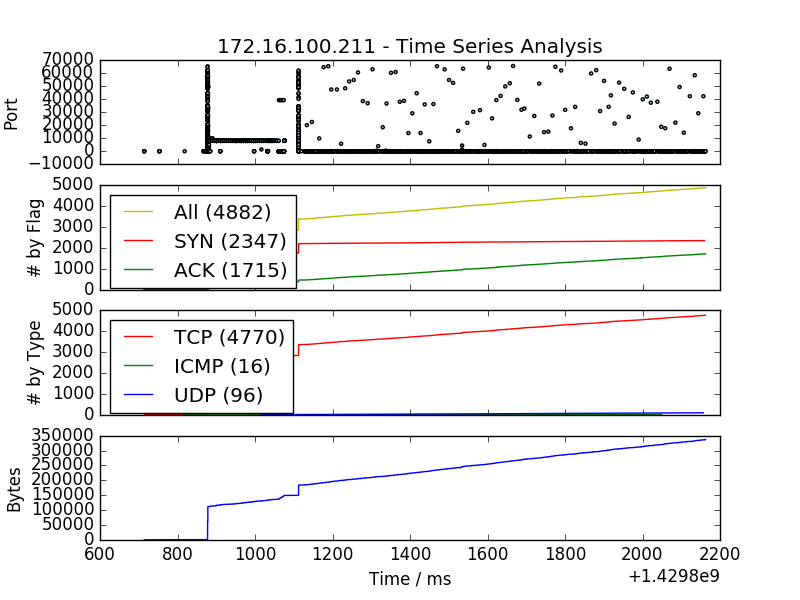 172.16.100.211 - Time Series Analysis
70000
60000
50000
40000
30000
20000
10000
0
−10000
Port
5000
4000
3000
2000
1000
0
# by Flag
All (4882)
SYN (2347)
ACK (1715)
5000
4000
3000
2000
1000
0
# by Type
TCP (4770)
ICMP (16)
UDP (96)
350000
300000
250000
200000
150000
100000
50000
0
Bytes
600 800 1000 1200 1400 1600 1800 2000 2200
Time / ms
+1.4298e9